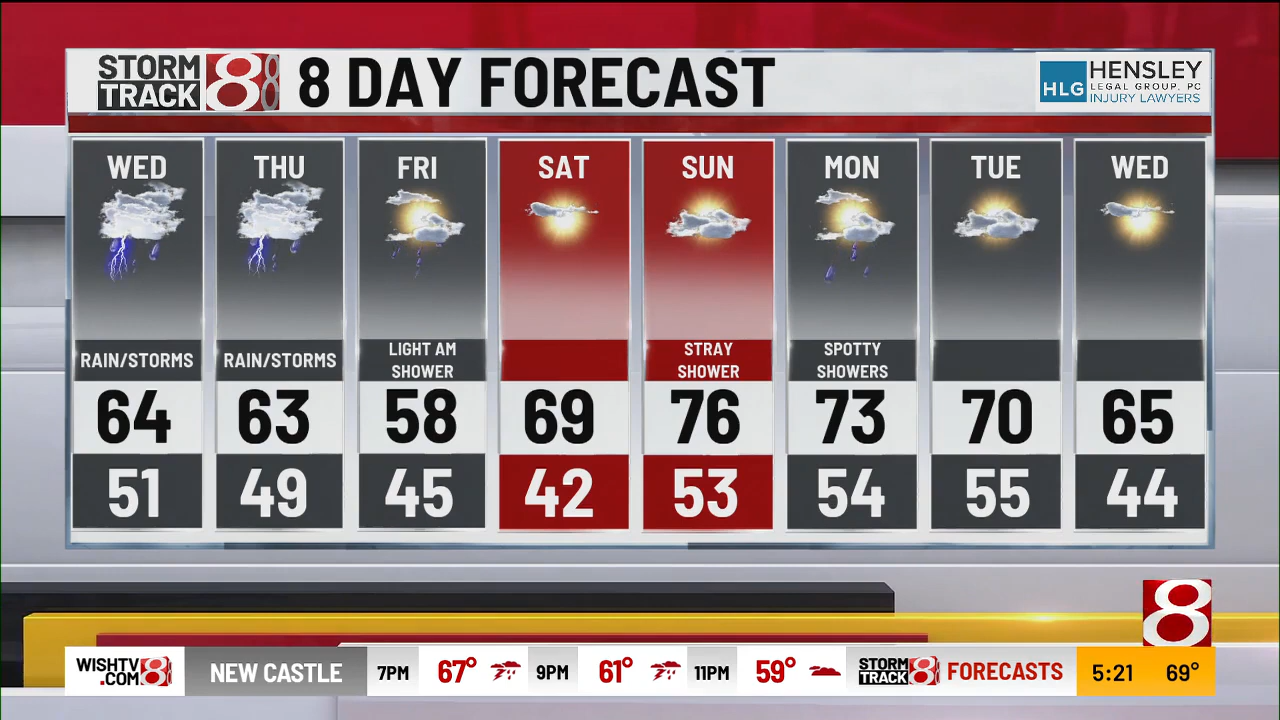 STORM
TRACK 8
8 DAY FORECAST
HLG
HENSLEY
LEGAL GROUP, PC
INJURY LAWYERS
WED
THU
FRI
SAT
SUN
MON
TUE
WED
RAIN/STORMS
RAIN/STORMS
LIGHT AM
SHOWER
STRAY
SHOWER
SPOTTY
SHOWERS
64
63
58
69
76
73
70
65
51
49
45
42
53
54
55
44
8
WISHTV
.COM 8
NEW CASTLE
7PM 67° 9PM 61° 11PM 59°
STORM
TRACK 8
FORECASTS
5:21 69°